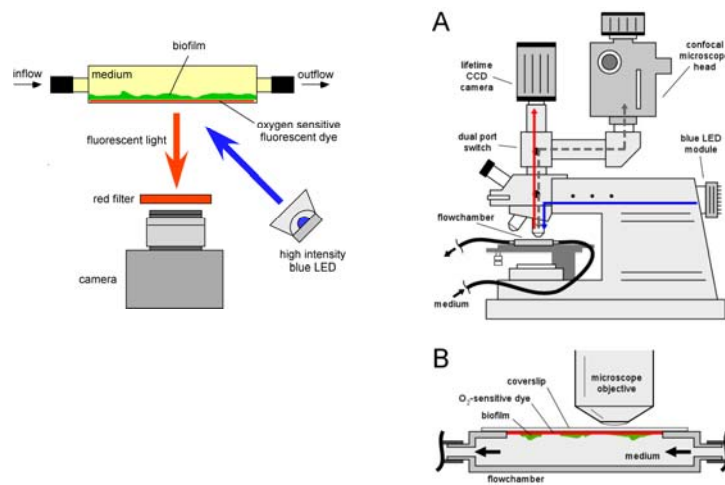 biofilm
medium
inflow
outflow
oxygen sensitive
fluorescent dye
fluorescent light
red filter
camera
high intensity
blue LED
A
lifetime
CCD
camera
confocal
microscope
head
dual port
switch
blue LED
module
flowchamber
medium
B
coverslip
O₂-sensitive dye
biofilm
microscope
objective
medium
flowchamber